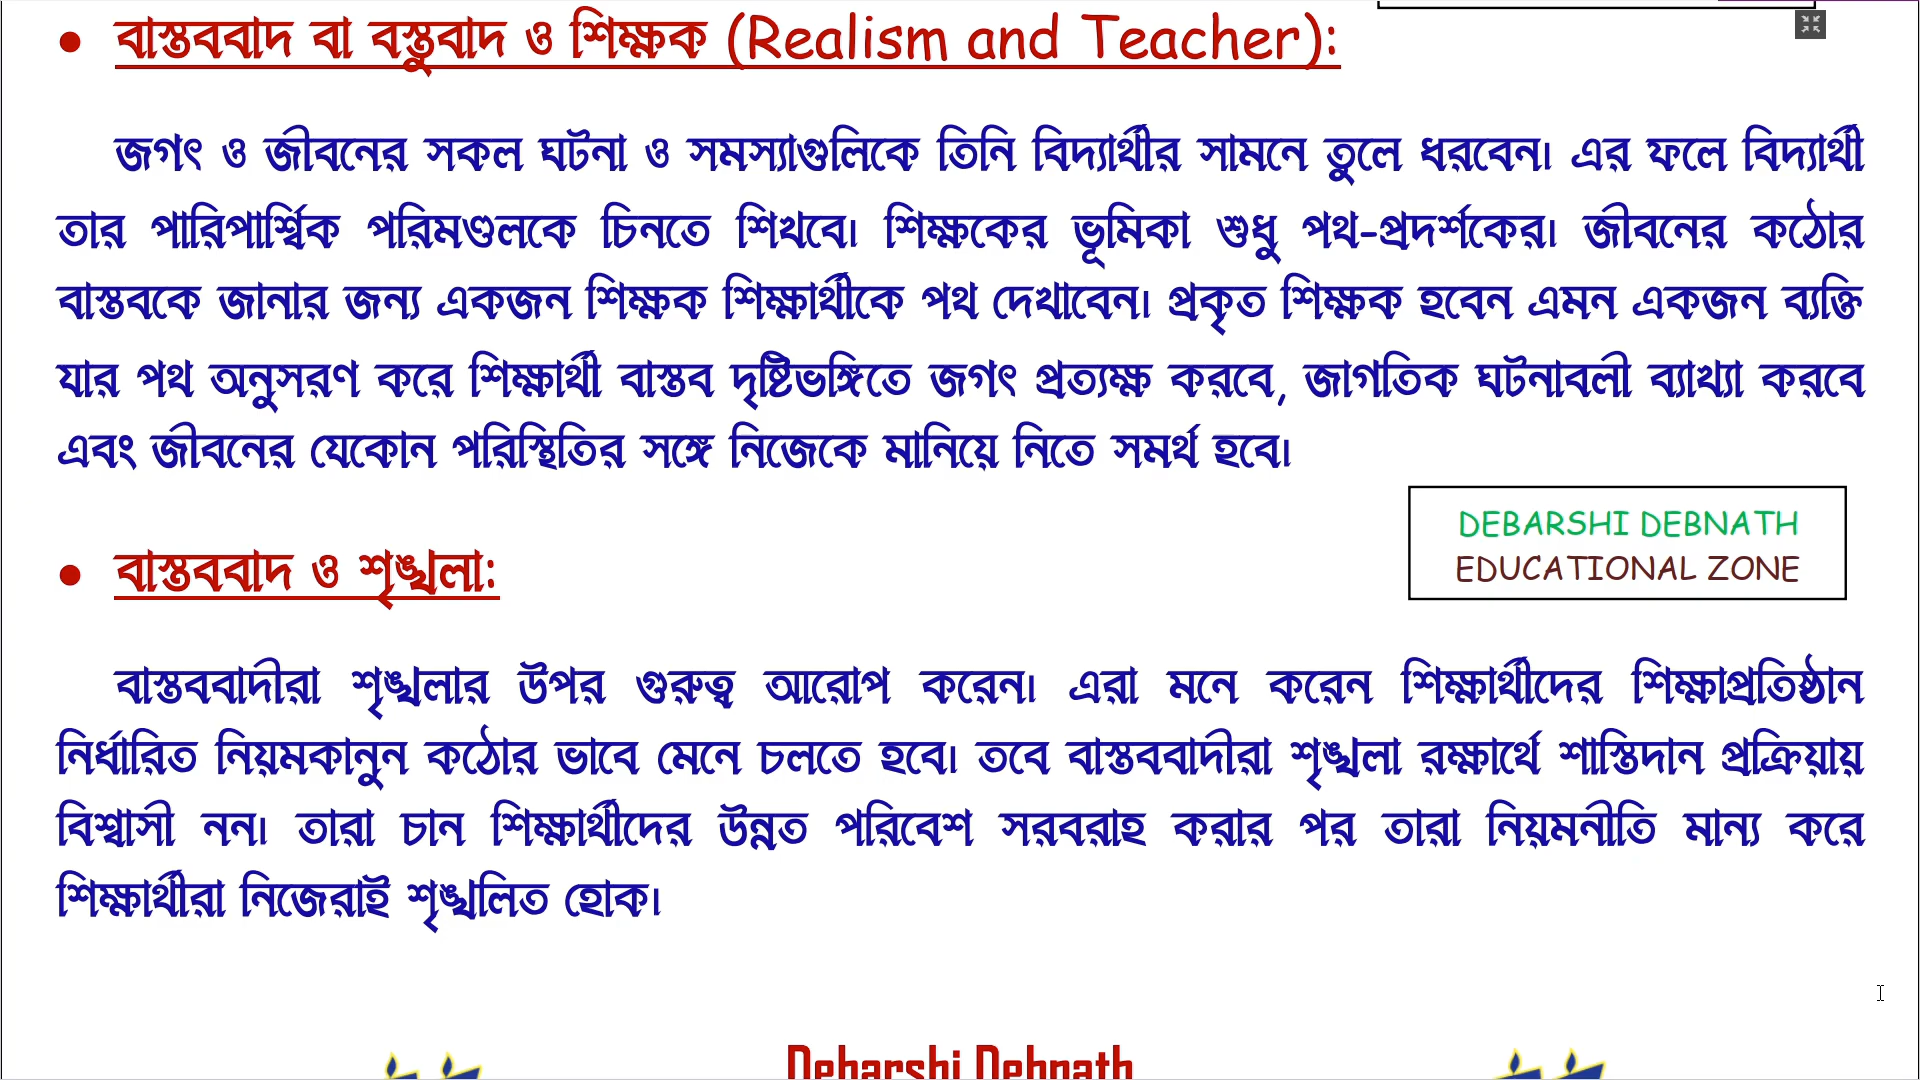 • বাস্তববাদ বা বস্তুবাদ ও শিক্ষক (Realism and Teacher):
জগৎ ও জীবনের সকল ঘটনা ও সমস্যাগুলিকে তিনি বিদ্যার্থীর সামনে তুলে ধরবেন। এর ফলে বিদ্যার্থী
তার পারিপার্শ্বিক পরিমণ্ডলকে চিনতে শিখবে। শিক্ষকের ভূমিকা শুধু পথ-প্রদর্শকের। জীবনের কঠোর
বাস্তবকে জানার জন্য একজন শিক্ষক শিক্ষার্থীকে পথ দেখাবেন। প্রকৃত শিক্ষক হবেন এমন একজন ব্যক্তি
যার পথ অনুসরণ করে শিক্ষার্থী বাস্তব দৃষ্টিভঙ্গিতে জগৎ প্রত্যক্ষ করবে, জাগতিক ঘটনাবলী ব্যাখ্যা করবে
এবং জীবনের যেকোন পরিস্থিতির সঙ্গে নিজেকে মানিয়ে নিতে সমর্থ হবে।
DEBARSHI DEBNATH
EDUCATIONAL ZONE
• বাস্তববাদ ও শৃঙ্খলা:
বাস্তববাদীরা শৃঙ্খলার উপর গুরুত্ব আরোপ করেন। এরা মনে করেন শিক্ষার্থীদের শিক্ষাপ্রতিষ্ঠান
নির্ধারিত নিয়মকানুন কঠোর ভাবে মেনে চলতে হবে। তবে বাস্তববাদীরা শৃঙ্খলা রক্ষার্থে শাস্তিদান প্রক্রিয়ায়
বিশ্বাসী নন। তারা চান শিক্ষার্থীদের উন্নত পরিবেশ সরবরাহ করার পর তারা নিয়মনীতি মান্য করে
শিক্ষার্থীরা নিজেরাই শৃঙ্খলিত হোক।
Debarshi Debnath